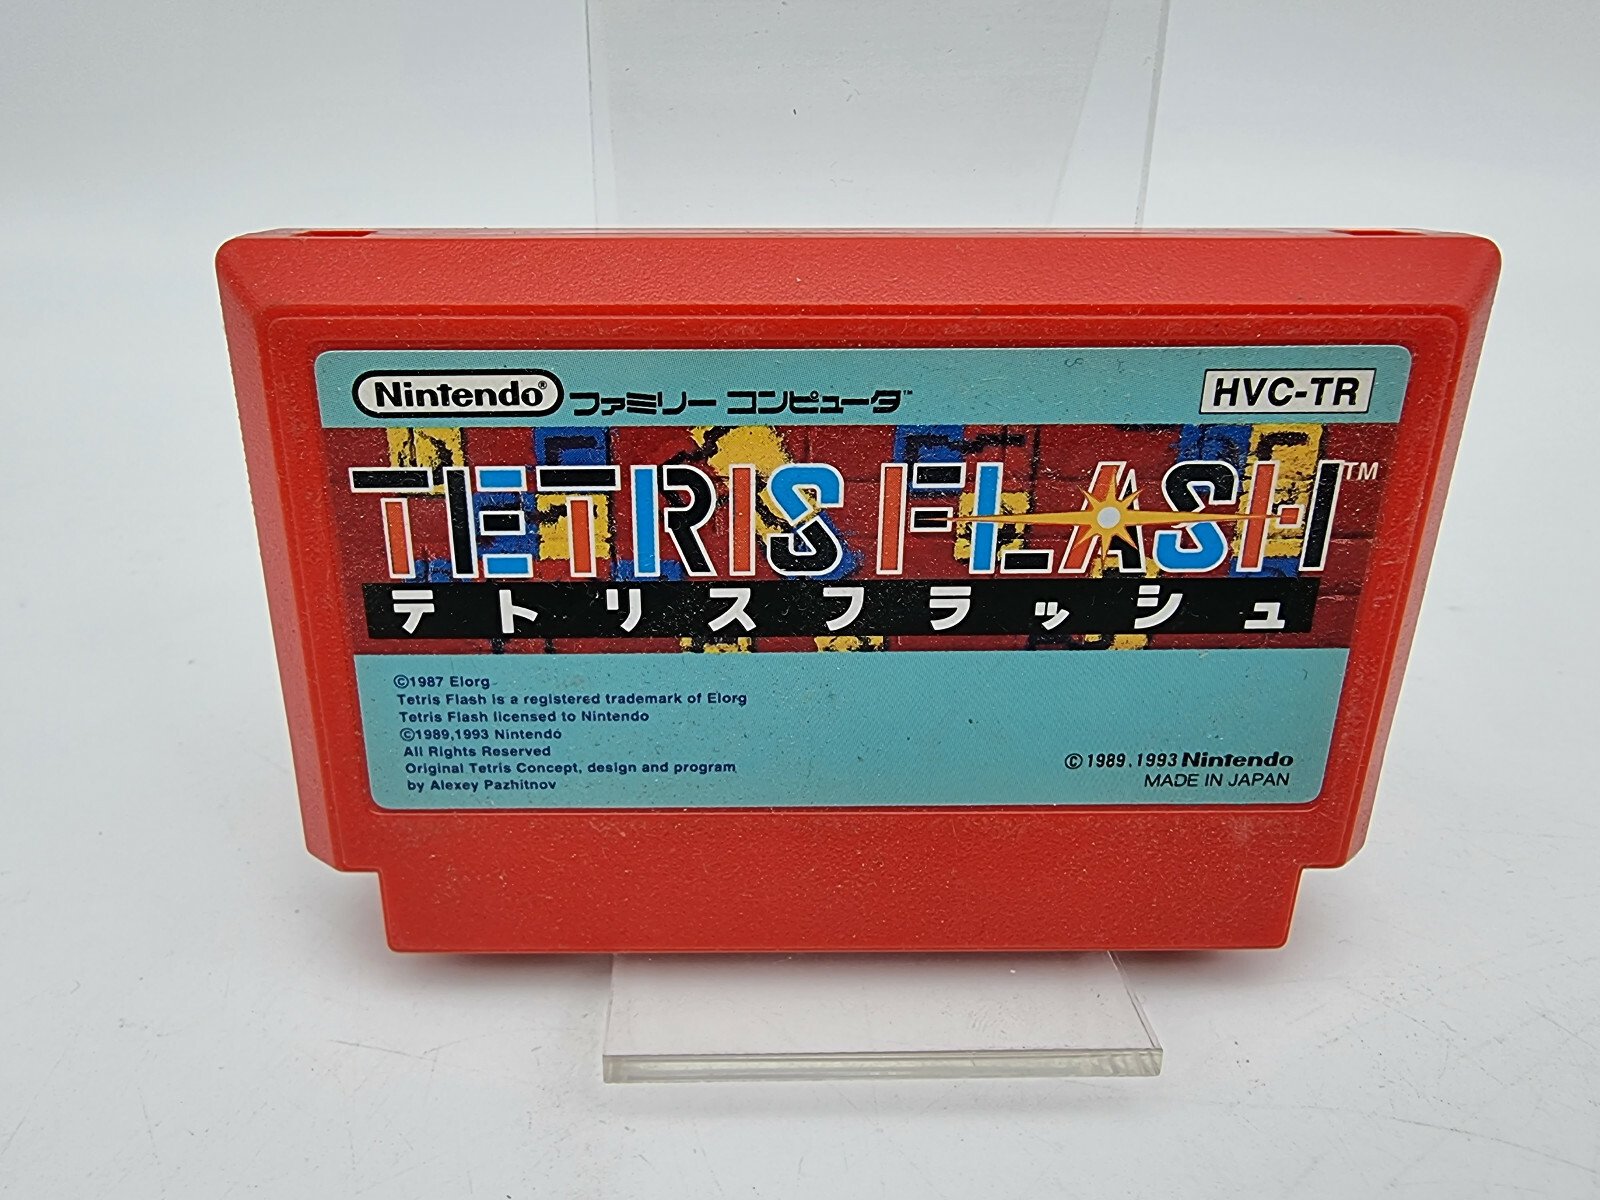 Nintendo® ファミリーコンピュータ™
HVC-TR
TETRIS FLASH™
テトリスフラッシュ
©1987 Elorg
Tetris Flash is a registered trademark of Elorg
Tetris Flash licensed to Nintendo
©1989,1993 Nintendo
All Rights Reserved
Original Tetris Concept, design and program
by Alexey Pazhitnov
©1989,1993 Nintendo
MADE IN JAPAN